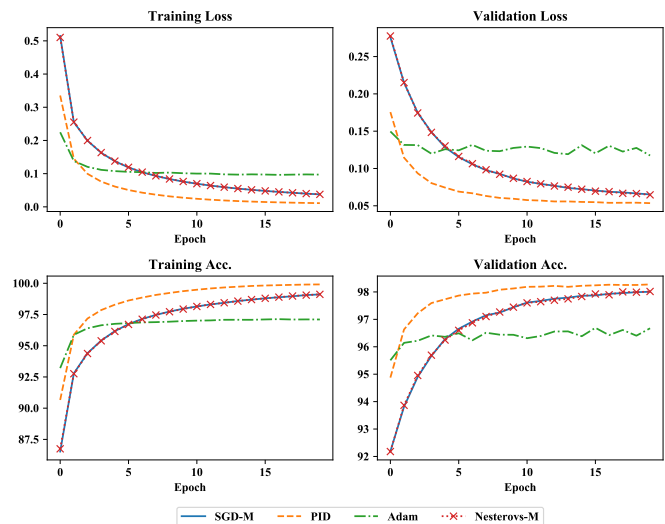 Training Loss
0.5
0.4
0.3
0.2
0.1
0.0
0 5 10 15
Epoch
Validation Loss
0.25
0.20
0.15
0.10
0.05
0 5 10 15
Epoch
Training Acc.
100.0
97.5
95.0
92.5
90.0
87.5
0 5 10 15
Epoch
Validation Acc.
98
97
96
95
94
93
92
0 5 10 15
Epoch
SGD-M PID Adam Nesterovs-M